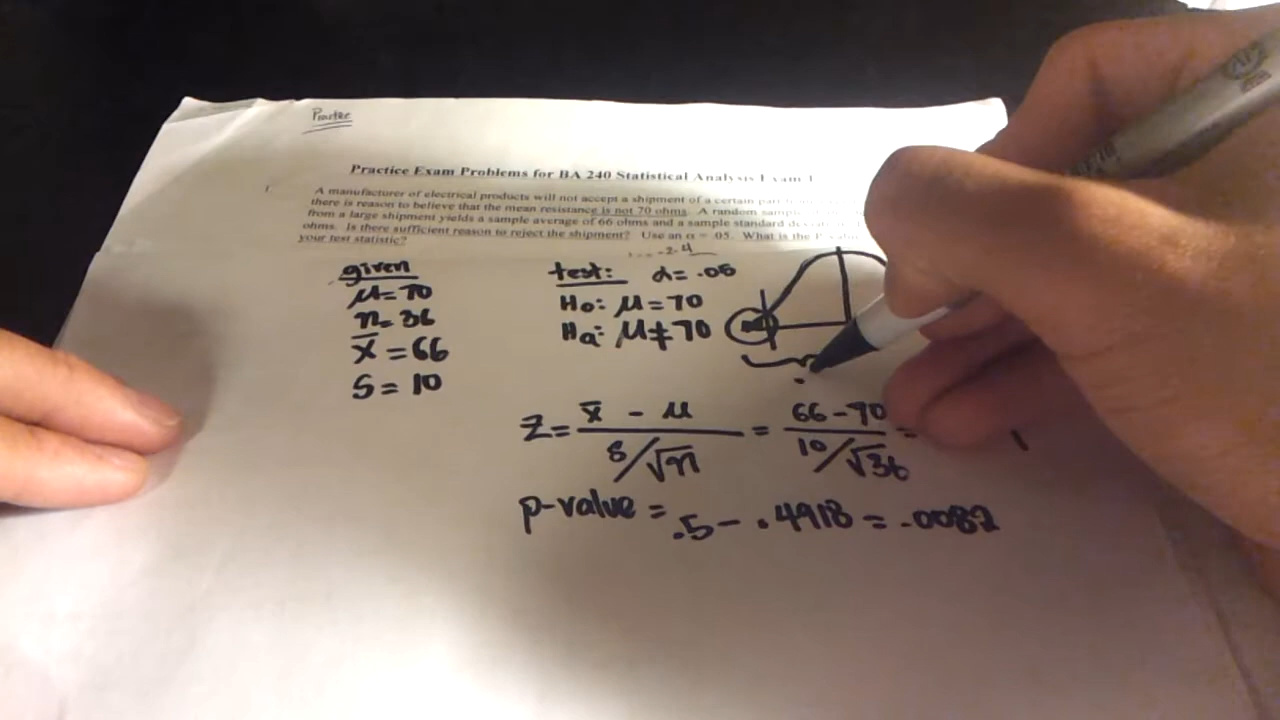 Practice
Practice Exam Problems for BA 240 Statistical Analysis Exam 1
1.
A manufacturer of electrical products will not accept a shipment of a certain part
there is reason to believe that the mean resistance is not 70 ohms. A random
from a large shipment yields a sample average of 66 ohms and a sample standard
ohms. Is there sufficient reason to reject the shipment? Use an α = .05. What is the P
your test statistic?
-2.4
given
μ=70
n=36
x̄=66
S=10
test: α=.05
H₀: μ=70
Hₐ: μ≠70
Z = (x̄ - μ)/(s/√n) = (66-70)/(10/√36) =
p-value = .5 - .4918 = .0082